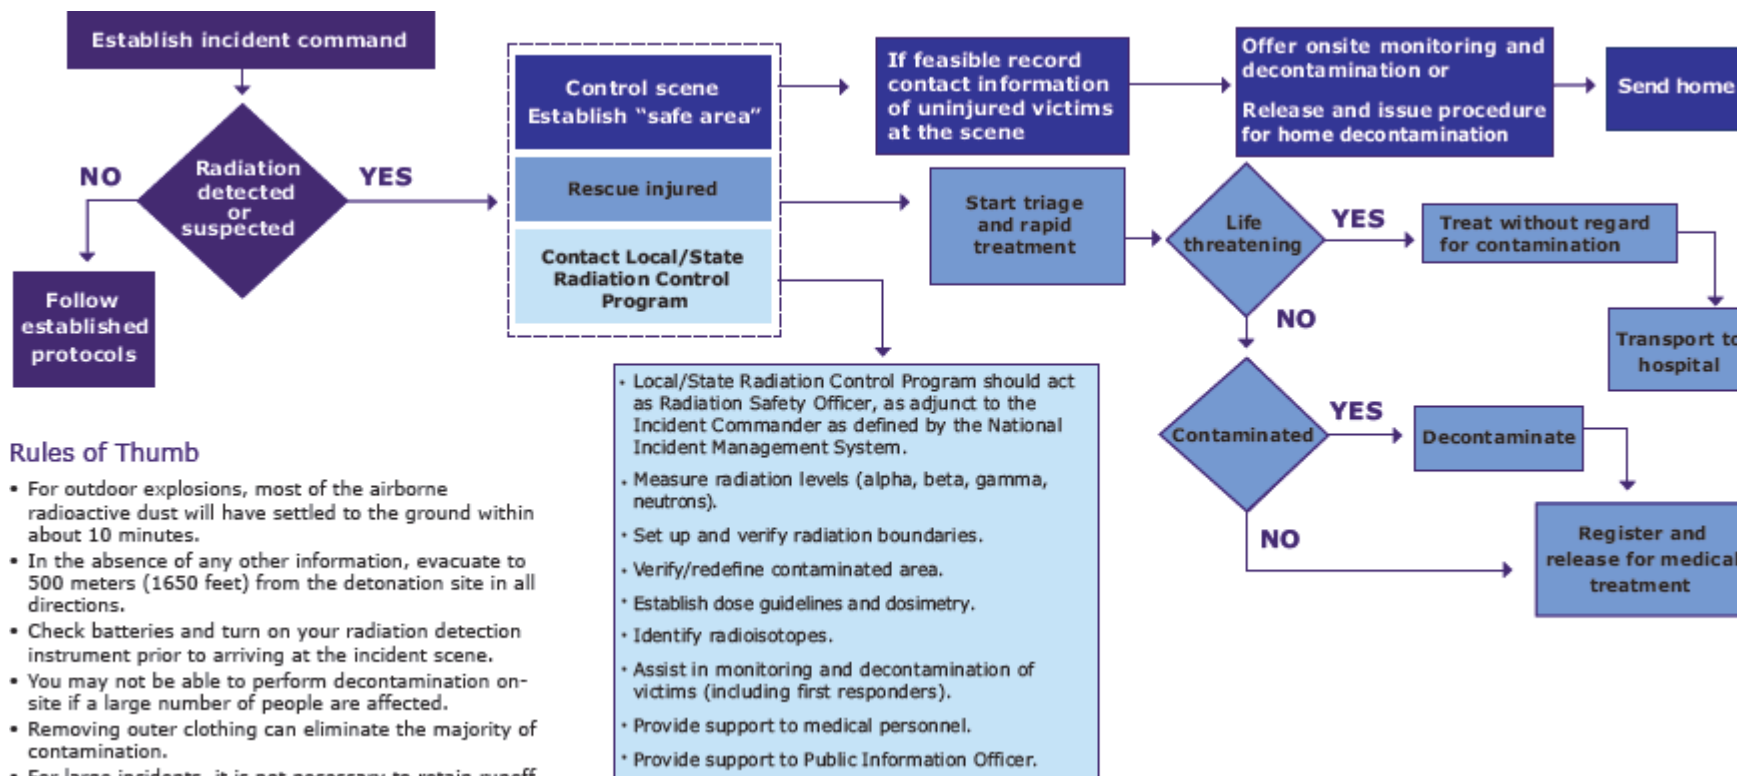 Establish incident command
Radiation
detected
or
suspected
NO
YES
Follow
established
protocols
Control scene
Establish “safe area”
Rescue injured
Contact Local/State
Radiation Control
Program
If feasible record
contact information
of uninjured victims
at the scene
Offer onsite monitoring and
decontamination or
Release and issue procedure
for home decontamination
Send home
Start triage
and rapid
treatment
Life
threatening
YES
Treat without regard
for contamination
Transport to
hospital
NO
Contaminated
YES
Decontaminate
NO
Register and
release for medical
treatment
• Local/State Radiation Control Program should act
as Radiation Safety Officer, as adjunct to the
Incident Commander as defined by the National
Incident Management System.
• Measure radiation levels (alpha, beta, gamma,
neutrons).
• Set up and verify radiation boundaries.
• Verify/redefine contaminated area.
• Establish dose guidelines and dosimetry.
• Identify radioisotopes.
• Assist in monitoring and decontamination of
victims (including first responders).
• Provide support to medical personnel.
• Provide support to Public Information Officer.
Rules of Thumb
• For outdoor explosions, most of the airborne
radioactive dust will have settled to the ground within
about 10 minutes.
• In the absence of any other information, evacuate to
500 meters (1650 feet) from the detonation site in all
directions.
• Check batteries and turn on your radiation detection
instrument prior to arriving at the incident scene.
• You may not be able to perform decontamination on-
site if a large number of people are affected.
• Removing outer clothing can eliminate the majority of
contamination.
• For large incidents, it is not necessary to retain runoff